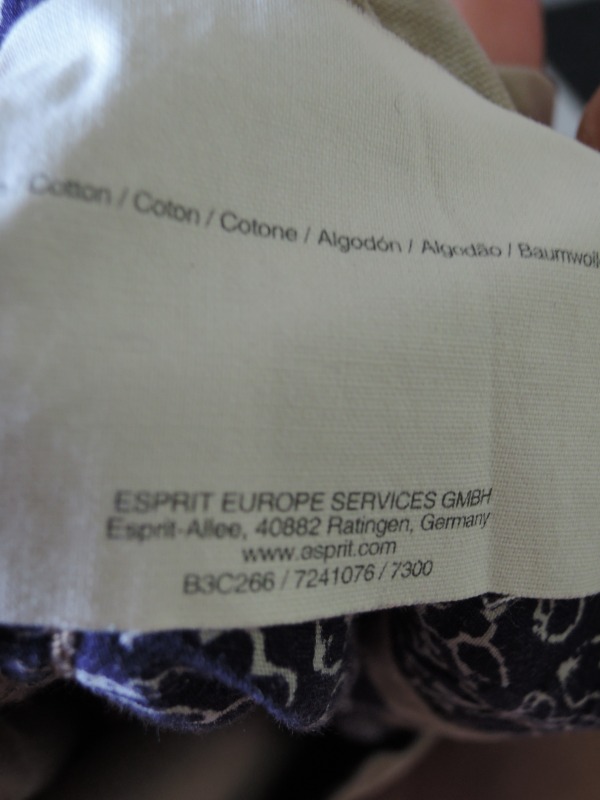 Cotton / Coton / Cotone / Algodón / Algodão / Baumwoll
ESPRIT EUROPE SERVICES GMBH
Esprit-Allee, 40882 Ratingen, Germany
www.esprit.com
B3C266 / 7241076 / 7300